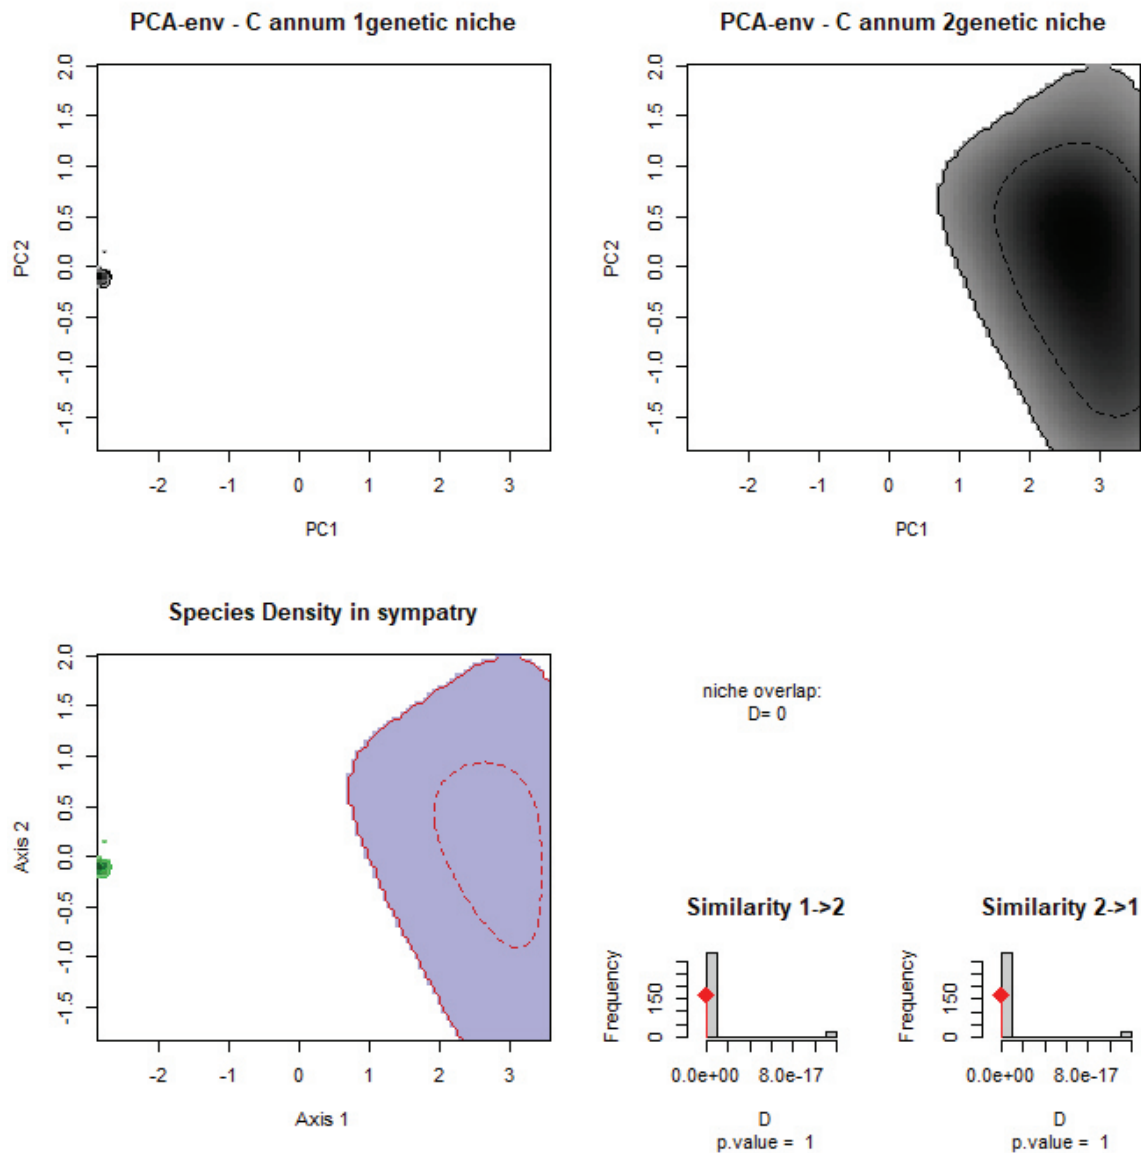 PCA-env - C annum 1genetic niche
PC2
2.0
1.5
1.0
0.5
0.0
-0.5
-1.0
-1.5
-2 -1 0 1 2 3
PC1
PCA-env - C annum 2genetic niche
PC2
2.0
1.5
1.0
0.5
0.0
-0.5
-1.0
-1.5
-2 -1 0 1 2 3
PC1
Species Density in sympatry
Axis 2
2.0
1.5
1.0
0.5
0.0
-0.5
-1.0
-1.5
-2 -1 0 1 2 3
Axis 1
niche overlap:
D= 0
Similarity 1->2
Frequency
150
0
0.0e+00 8.0e-17
D
p.value = 1
Similarity 2->1
Frequency
150
0
0.0e+00 8.0e-17
D
p.value = 1